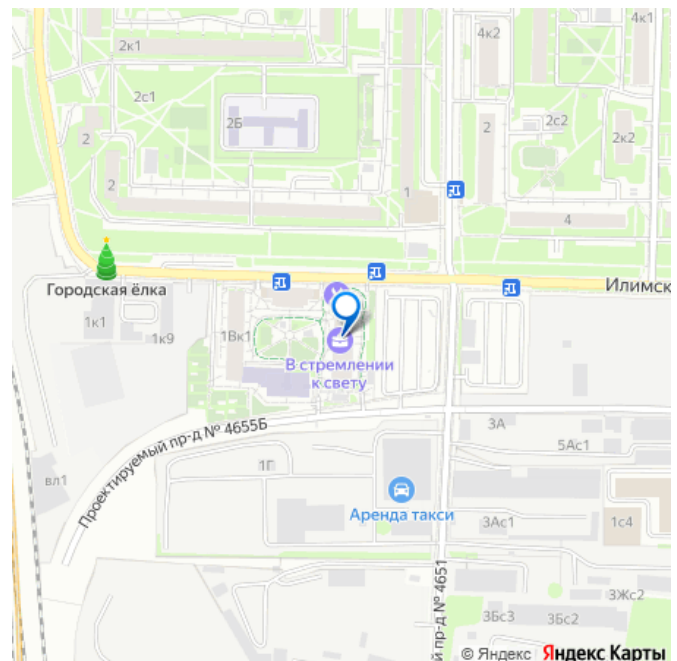 4к1
2к1
4к2
2с1
2Б
2
2с2
2
2к2
2
1
4
Илимск
Городская ёлка
1к1
1к9
1Вк1
В стремлении
к свету
Проектируемый пр-д № 4655Б
3А
5Ас1
1Г
вл1
Аренда такси
3Ас1
1с4
й пр-д № 4651
3Жс2
3Бс3
3Бс2
© Яндекс Яндекс Карты